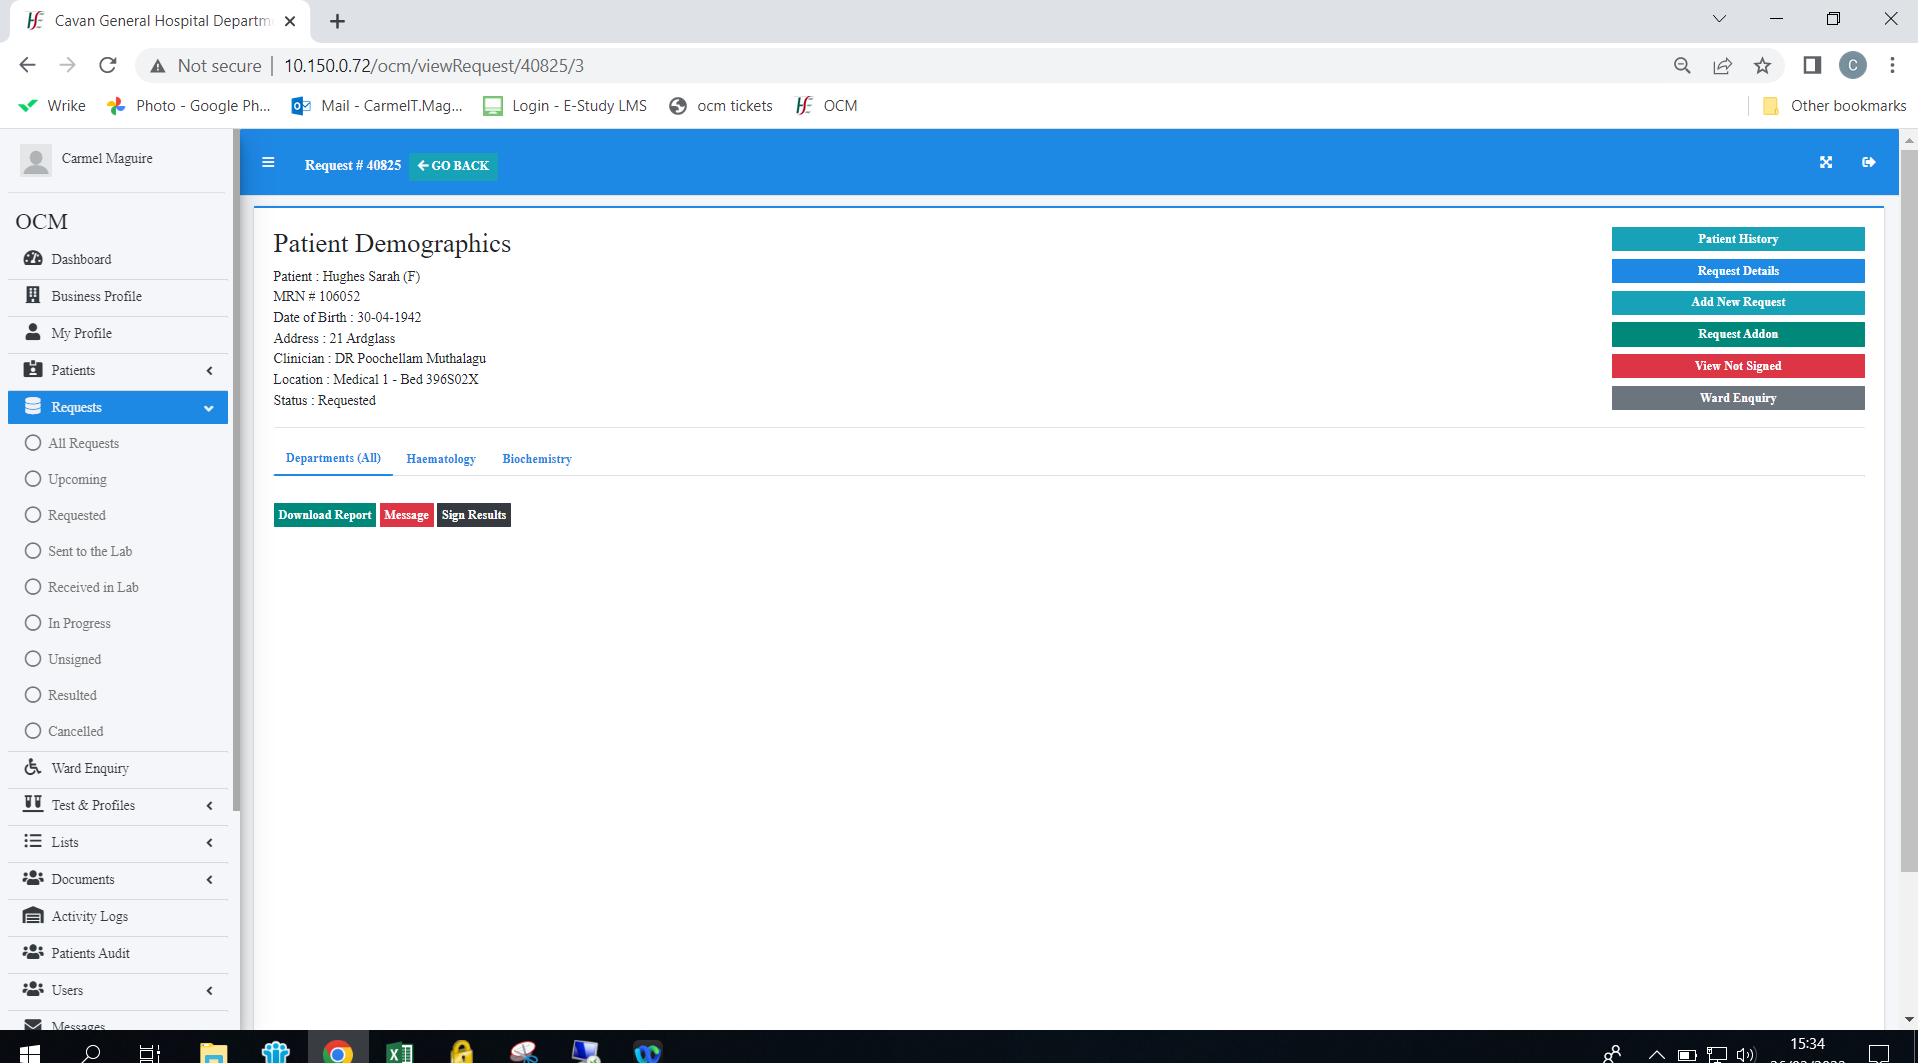 Cavan General Hospital Departm
Not secure | 10.150.0.72/ocm/viewRequest/40825/3
C
Wrike
Photo - Google Ph...
Mail - CarmelT.Mag...
Login - E-Study LMS
ocm tickets
OCM
Other bookmarks
Carmel Maguire
OCM
Dashboard
Business Profile
My Profile
Patients
Requests
All Requests
Upcoming
Requested
Sent to the Lab
Received in Lab
In Progress
Unsigned
Resulted
Cancelled
Ward Enquiry
Test & Profiles
Lists
Documents
Activity Logs
Patients Audit
Users
Messages
Request # 40825
GO BACK
Patient Demographics
Patient : Hughes Sarah (F)
MRN # 106052
Date of Birth : 30-04-1942
Address : 21 Ardglass
Clinician : DR Poochellam Muthalagu
Location : Medical 1 - Bed 396S02X
Status : Requested
Patient History
Request Details
Add New Request
Request Addon
View Not Signed
Ward Enquiry
Departments (All)
Haematology
Biochemistry
Download Report
Message
Sign Results
15:34